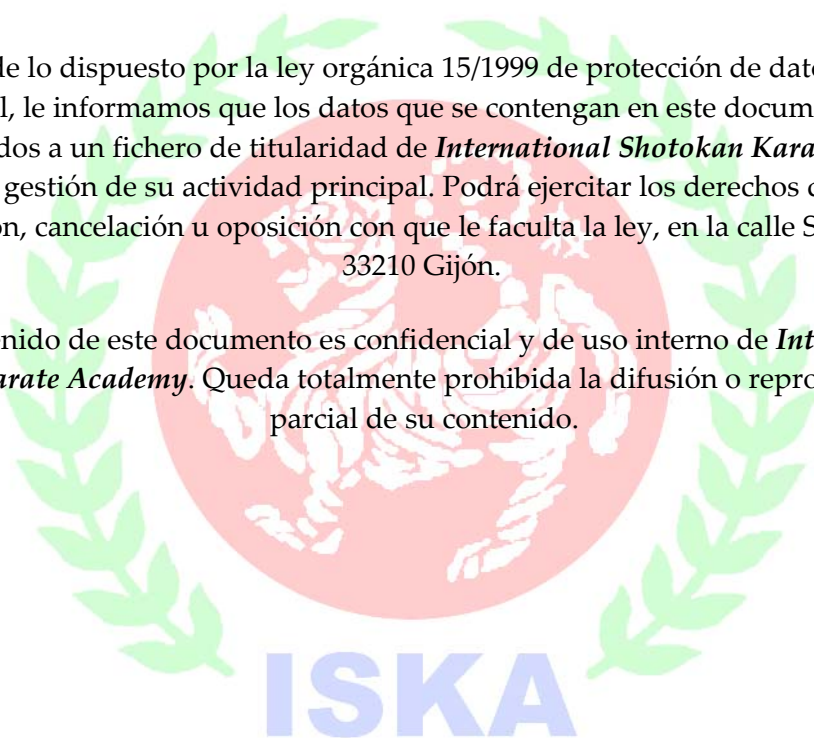 de lo dispuesto por la ley orgánica 15/1999 de protección de dato
l, le informamos que los datos que se contengan en este docum
dos a un fichero de titularidad de International Shotokan Kara
gestión de su actividad principal. Podrá ejercitar los derechos
n, cancelación u oposición con que le faculta la ley, en la calle S
33210 Gijón.
enido de este documento es confidencial y de uso interno de Int
arate Academy. Queda totalmente prohibida la difusión o repro
parcial de su contenido.
ISKA